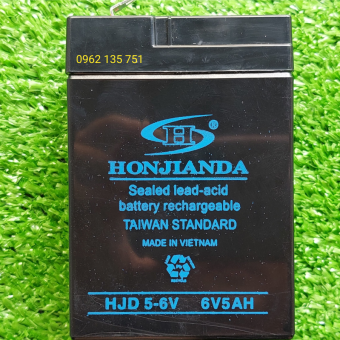 0962 135 751
H ®
HONJIANDA
Sealed lead-acid
battery rechargeable
TAIWAN STANDARD
MADE IN VIETNAM
HJD 5-6V 6V5AH